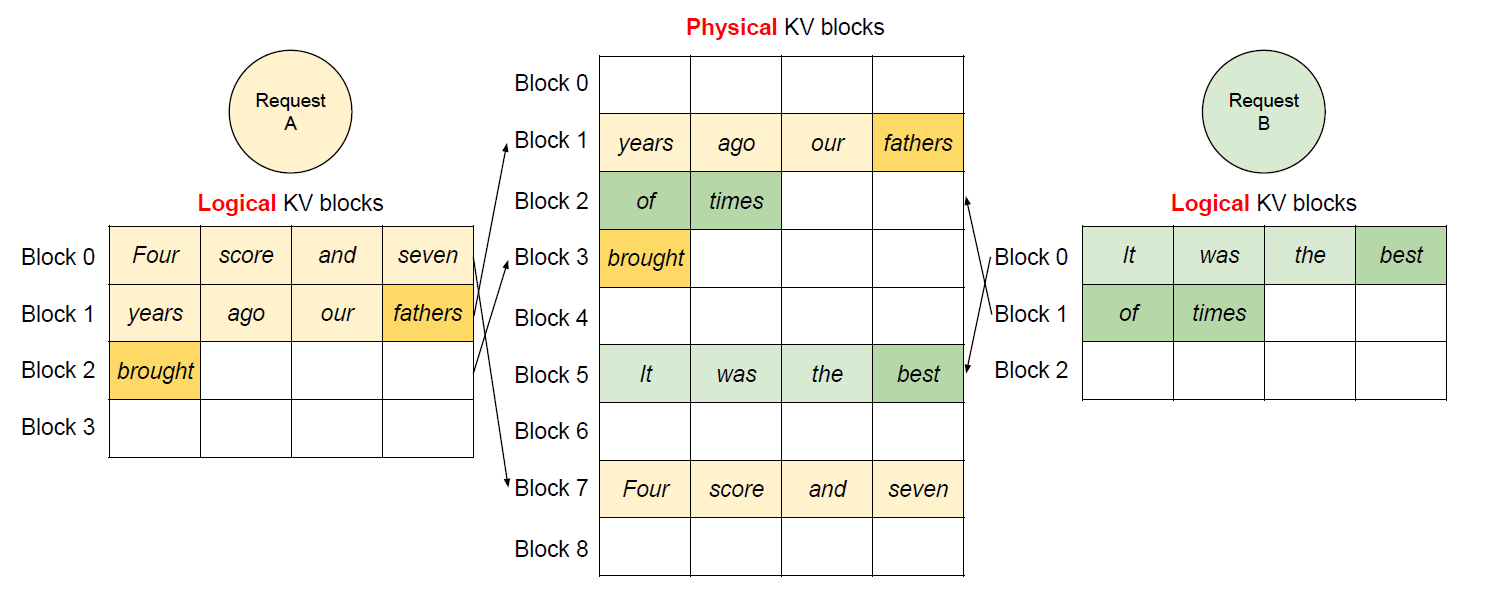 Physical KV blocks
Request
A
Logical KV blocks
Block 0 Four score and seven
Block 1 years ago our fathers
Block 2 brought
Block 3
Block 0
Block 1 years ago our fathers
Block 2 of times
Block 3 brought
Block 4
Block 5 It was the best
Block 6
Block 7 Four score and seven
Block 8
Request
B
Logical KV blocks
Block 0 It was the best
Block 1 of times
Block 2